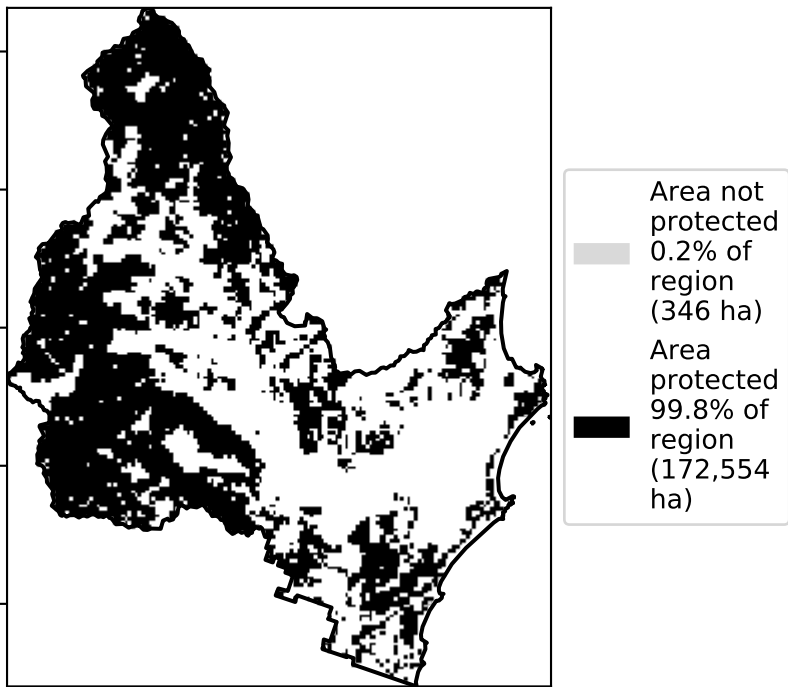 Area not
protected
0.2% of
region
(346 ha)
Area
protected
99.8% of
region
(172,554
ha)